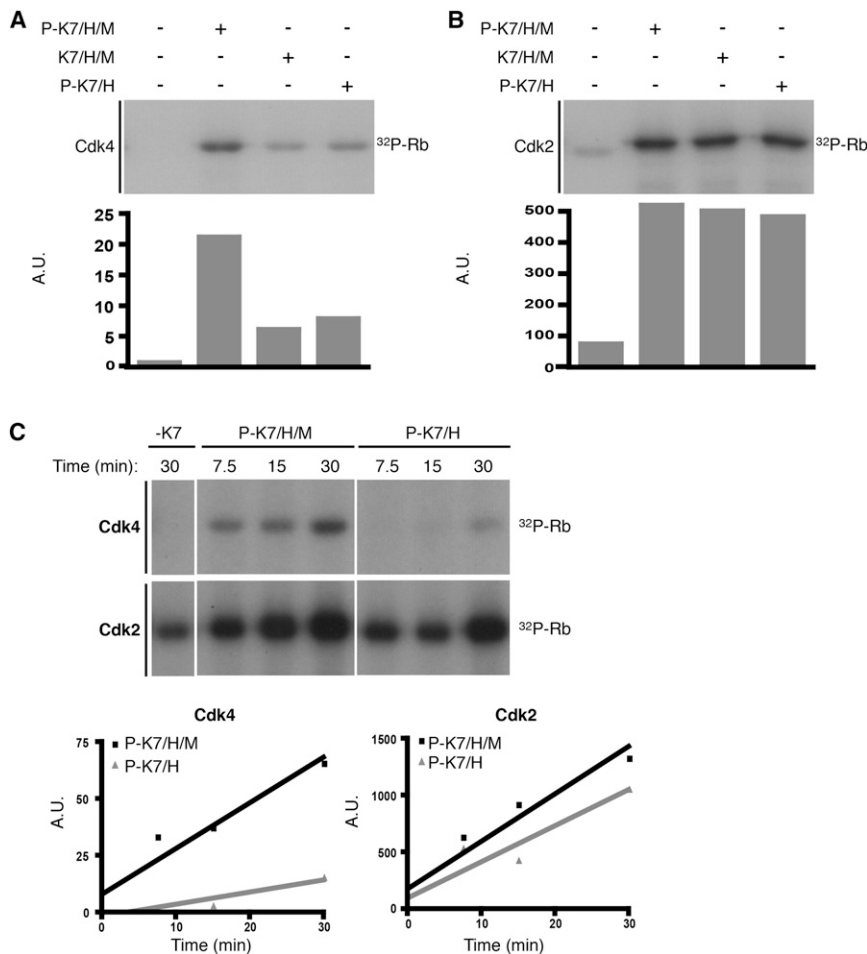 A
P-K7/H/M - + - -
K7/H/M - - + -
P-K7/H - - - +
Cdk4 ³²P-Rb
A.U.
25
20
15
10
5
0
B
P-K7/H/M - + - -
K7/H/M - - + -
P-K7/H - - - +
Cdk2 ³²P-Rb
A.U.
500
400
300
200
100
0
C
-K7 P-K7/H/M P-K7/H
Time (min): 30 7.5 15 30 7.5 15 30
Cdk4 ³²P-Rb
Cdk2 ³²P-Rb
Cdk4
P-K7/H/M
P-K7/H
A.U.
75
50
25
0
0 10 20 30
Time (min)
Cdk2
P-K7/H/M
P-K7/H
A.U.
1500
1000
500
0
0 10 20 30
Time (min)